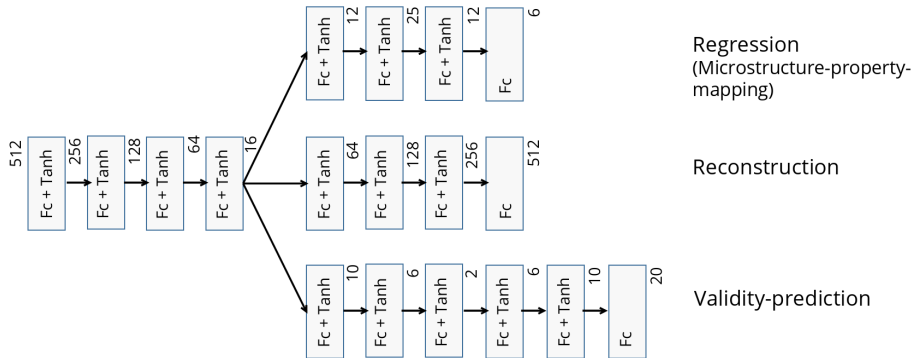 Fc + Tanh
12
Fc + Tanh
25
Fc + Tanh
12
Fc
6
Regression
(Microstructure-property-
mapping)
512
Fc + Tanh
256
Fc + Tanh
128
Fc + Tanh
64
Fc + Tanh
16
Fc + Tanh
64
Fc + Tanh
128
Fc + Tanh
256
Fc
512
Reconstruction
Fc + Tanh
10
Fc + Tanh
6
Fc + Tanh
2
Fc + Tanh
6
Fc + Tanh
10
Fc
20
Validity-prediction